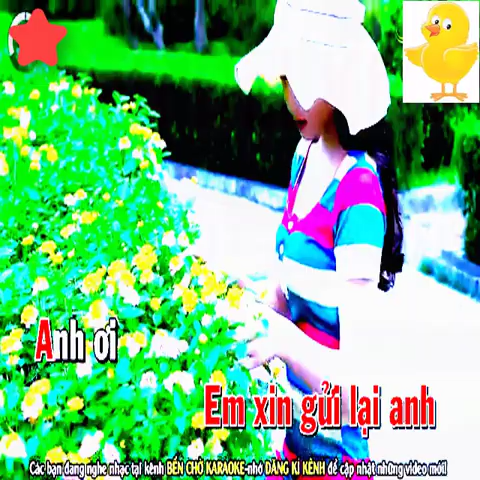 Anh ơi
Em xin gửi lại anh
Các bạn đang nghe nhạc tại kênh BẾN CHỜ KARAOKE-nhớ ĐĂNG KÍ KÊNH để cập nhật những video mới!